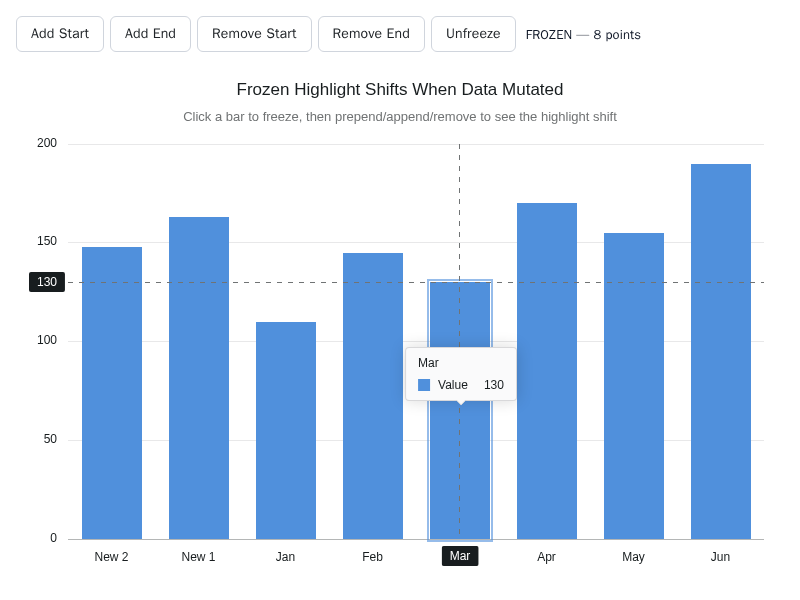 Add Start Add End Remove Start Remove End Unfreeze FROZEN — 8 points
Frozen Highlight Shifts When Data Mutated
Click a bar to freeze, then prepend/append/remove to see the highlight shift
200
150
130
100
50
0
Mar
Value 130
New 2 New 1 Jan Feb Mar Apr May Jun